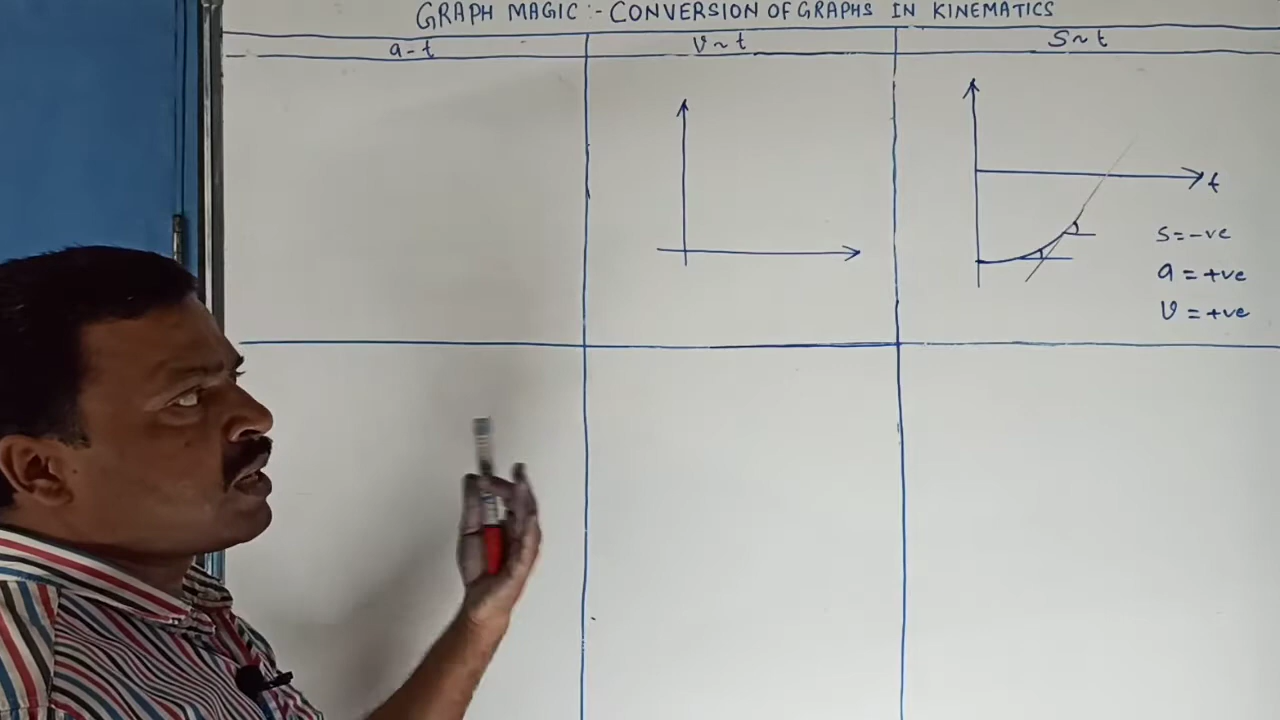 GRAPH MAGIC :- CONVERSION OF GRAPHS IN KINEMATICS
a-t
v~t
S~t
t
S=-ve
a=+ve
v=+ve